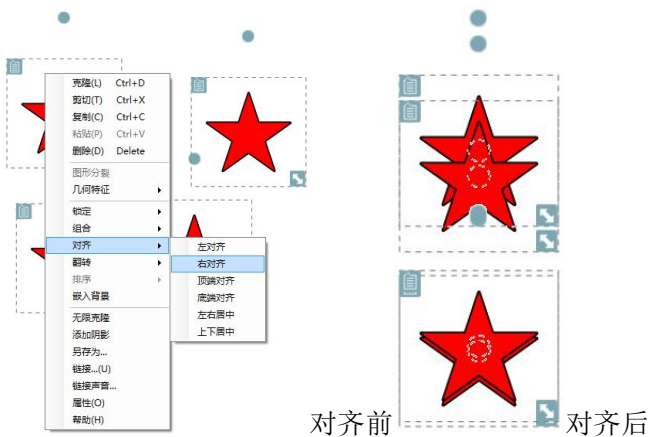 克隆(L) Ctrl+D
剪切(T) Ctrl+X
复制(C) Ctrl+C
粘贴(P) Ctrl+V
删除(D) Delete
图形分裂
几何特征
锁定
组合
对齐
翻转
排序
嵌入背景
无限克隆
添加阴影
另存为...
链接...(U)
链接声音...
属性(O)
帮助(H)
左对齐
右对齐
顶端对齐
底端对齐
左右居中
上下居中
对齐前 对齐后